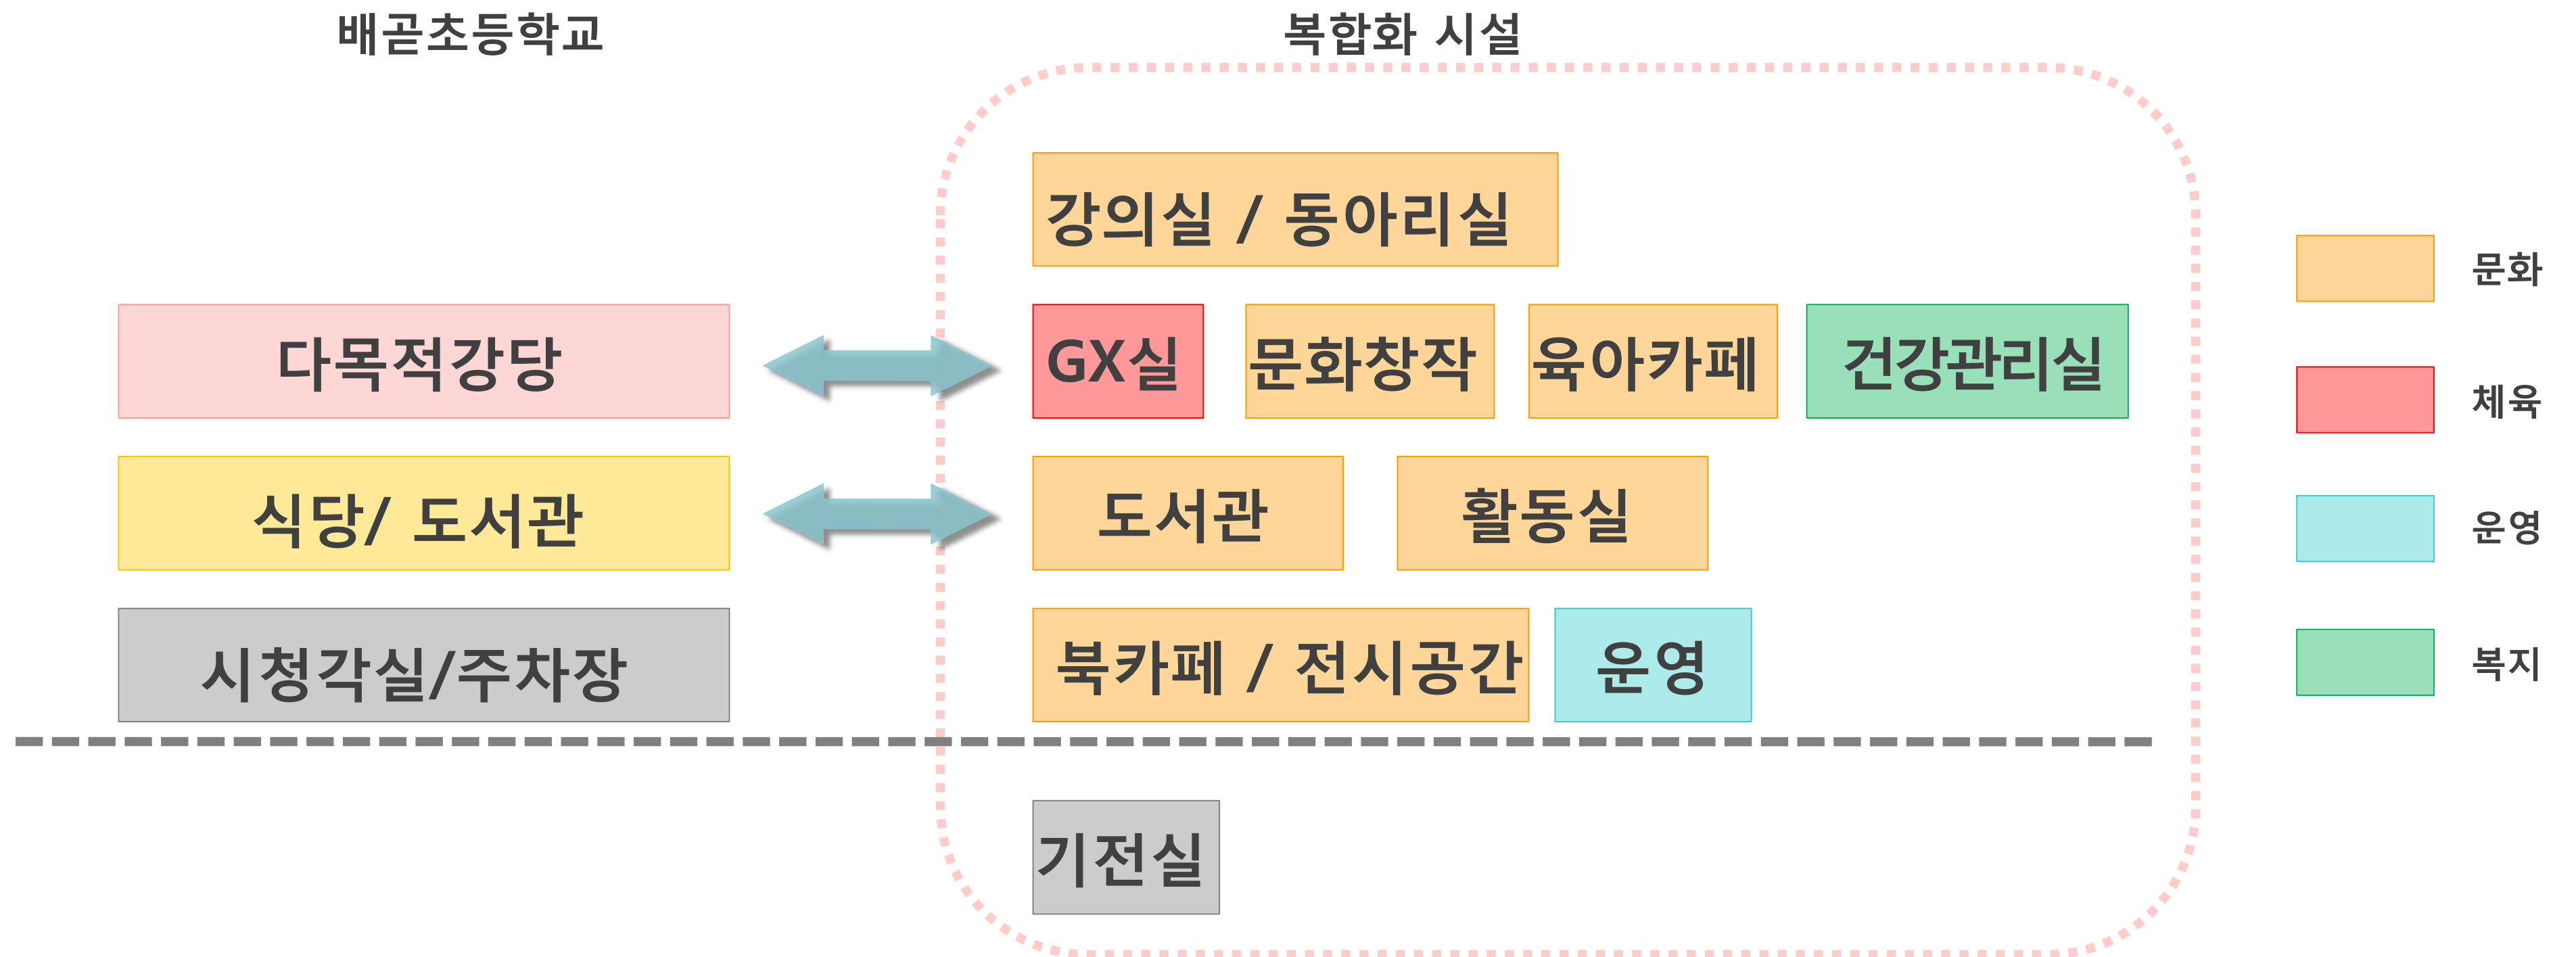 배곧초등학교
복합화 시설
강의실 / 동아리실
다목적강당
GX실
문화창작
육아카페
건강관리실
식당/ 도서관
도서관
활동실
시청각실/주차장
북카페 / 전시공간
운영
기전실
문화
체육
운영
복지